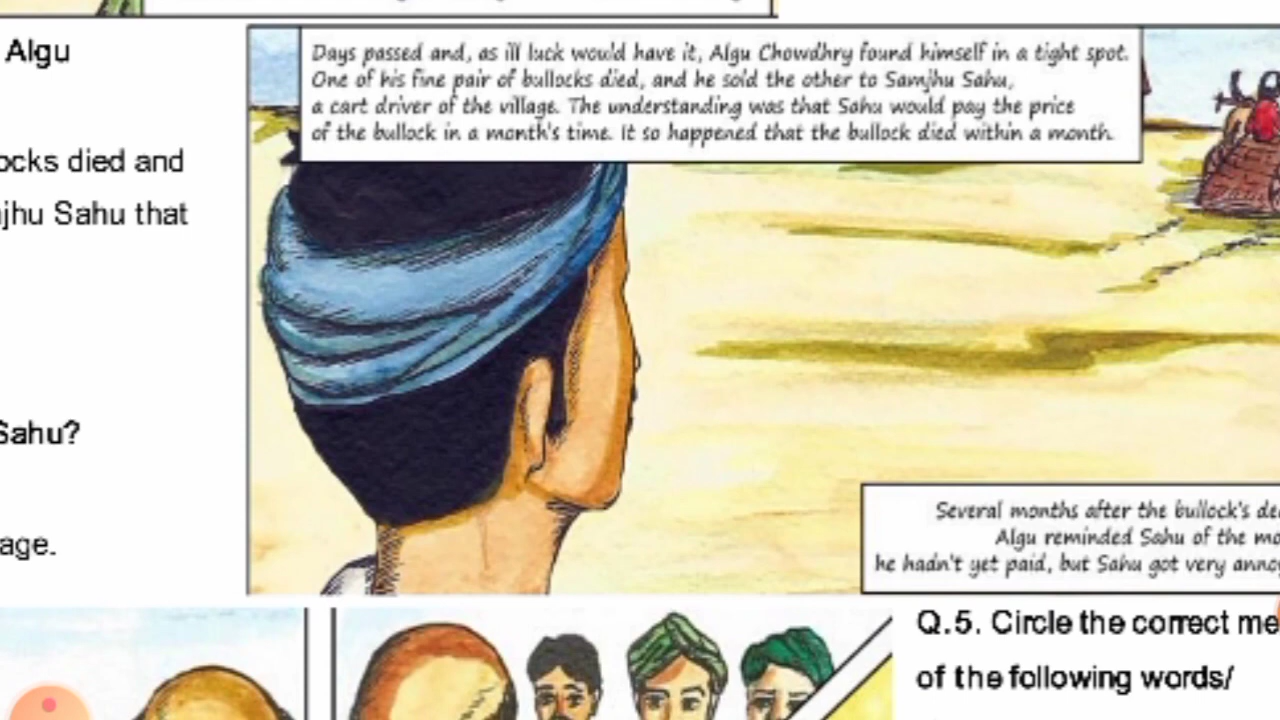 Algu
ocks died and
jhu Sahu that
Sahu?
age.
Days passed and, as ill luck would have it, Algu Chowdhry found himself in a tight spot.
One of his fine pair of bullocks died, and he sold the other to Samjhu Sahu,
a cart driver of the village. The understanding was that Sahu would pay the price
of the bullock in a month's time. It so happened that the bullock died within a month.
Several months after the bullock's de
Algu reminded Sahu of the mo
he hadn't yet paid, but Sahu got very anno
Q.5. Circle the correct me
of the following words/